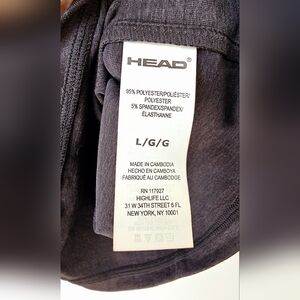 HEAD
95% POLYESTER/POLIÉSTER/
POLYESTER
5% SPANDEX/SPANDEX/
ÉLASTHANNE
L/G/G
MADE IN CAMBODIA
HECHO EN CAMBOYA
FABRIQUÉ AU CAMBODGE
RN 117927
HIGHLIFE LLC
31 W 34TH STREET 6 FL
NEW YORK, NY 10001